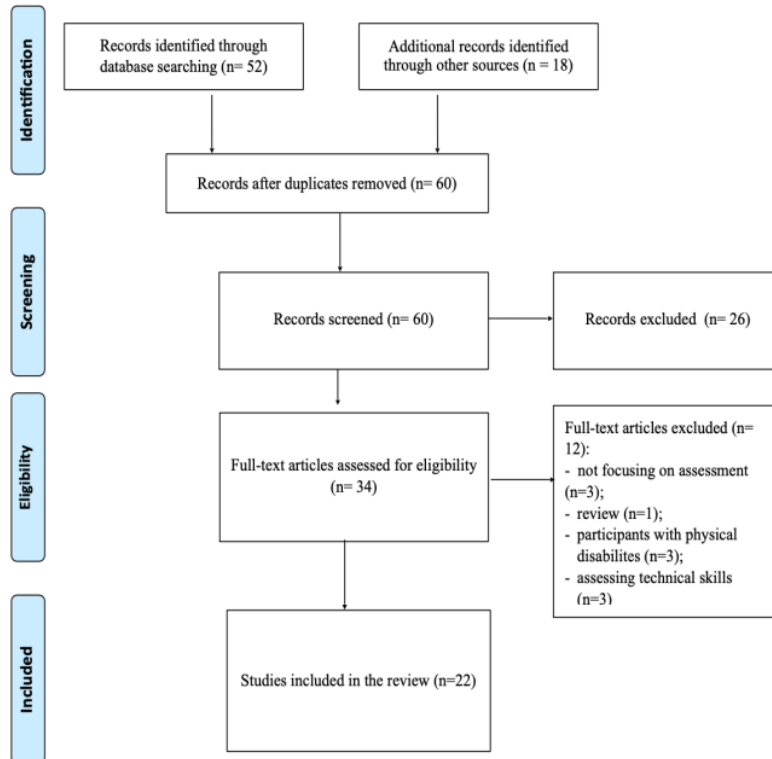 Identification
Records identified through
database searching (n= 52)
Additional records identified
through other sources (n = 18)
Records after duplicates removed (n= 60)
Screening
Records screened (n= 60)
Records excluded (n= 26)
Eligibility
Full-text articles assessed for eligibility
(n= 34)
Full-text articles excluded (n=
12):
- not focusing on assessment
(n=3);
- review (n=1);
- participants with physical
disabilites (n=3);
- assessing technical skills
(n=3)
Included
Studies included in the review (n=22)